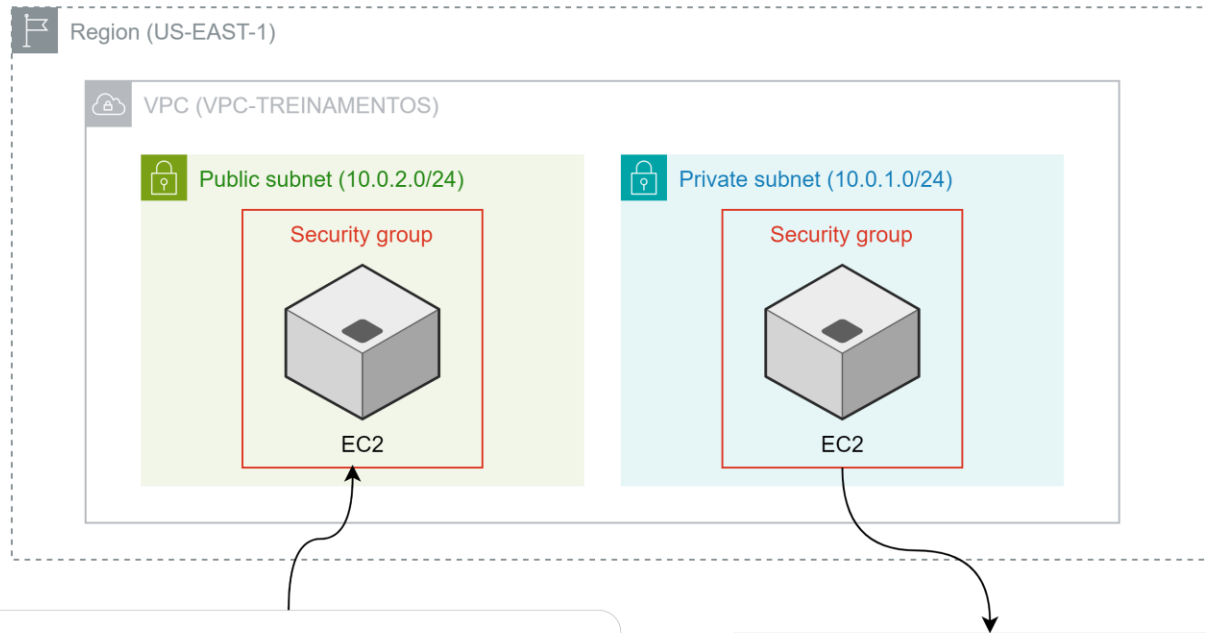 Region (US-EAST-1)
VPC (VPC-TREINAMENTOS)
Public subnet (10.0.2.0/24)
Security group
EC2
Private subnet (10.0.1.0/24)
Security group
EC2